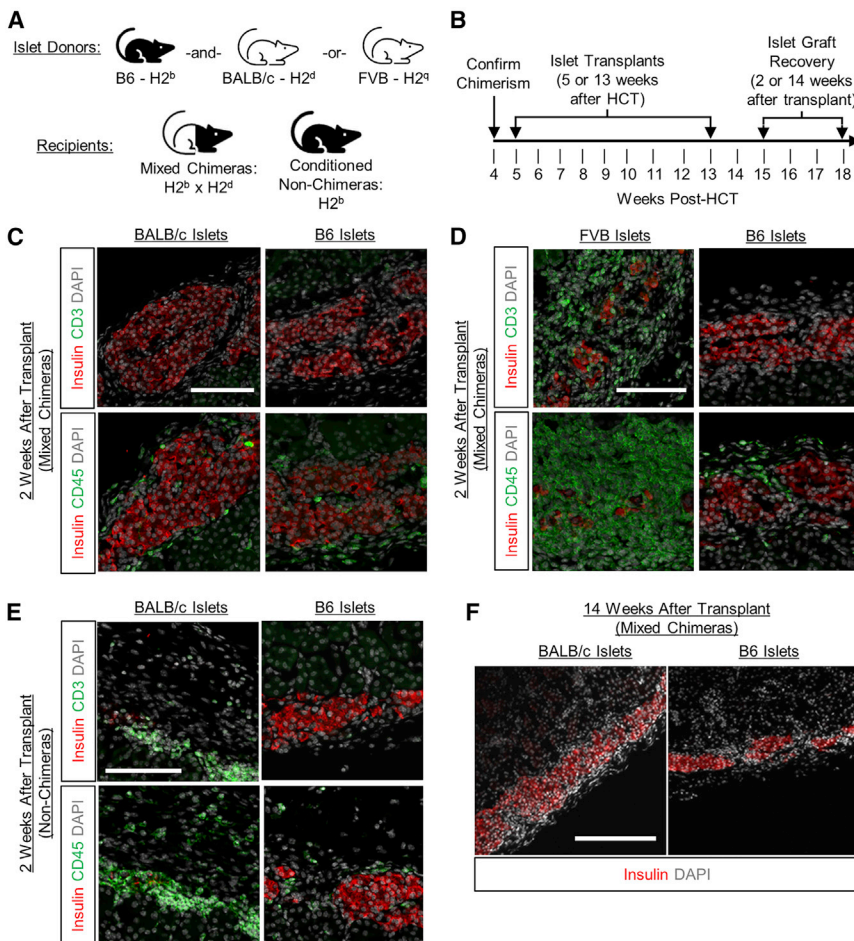 A
Islet Donors:
B6 - H2ᵇ
-and-
BALB/c - H2ᵈ
-or-
FVB - H2ᑫ
Recipients:
Mixed Chimeras:
H2ᵇ x H2ᵈ
Conditioned
Non-Chimeras:
H2ᵇ
B
Confirm
Chimerism
Islet Transplants
(5 or 13 weeks
after HCT)
Islet Graft
Recovery
(2 or 14 weeks
after transplant)
4 5 6 7 8 9 10 11 12 13 14 15 16 17 18
Weeks Post-HCT
C
BALB/c Islets
B6 Islets
2 Weeks After Transplant
(Mixed Chimeras)
Insulin CD3 DAPI
Insulin CD45 DAPI
D
FVB Islets
B6 Islets
2 Weeks After Transplant
(Mixed Chimeras)
Insulin CD3 DAPI
Insulin CD45 DAPI
E
BALB/c Islets
B6 Islets
2 Weeks After Transplant
(Non-Chimeras)
Insulin CD3 DAPI
Insulin CD45 DAPI
F
14 Weeks After Transplant
(Mixed Chimeras)
BALB/c Islets
B6 Islets
Insulin DAPI